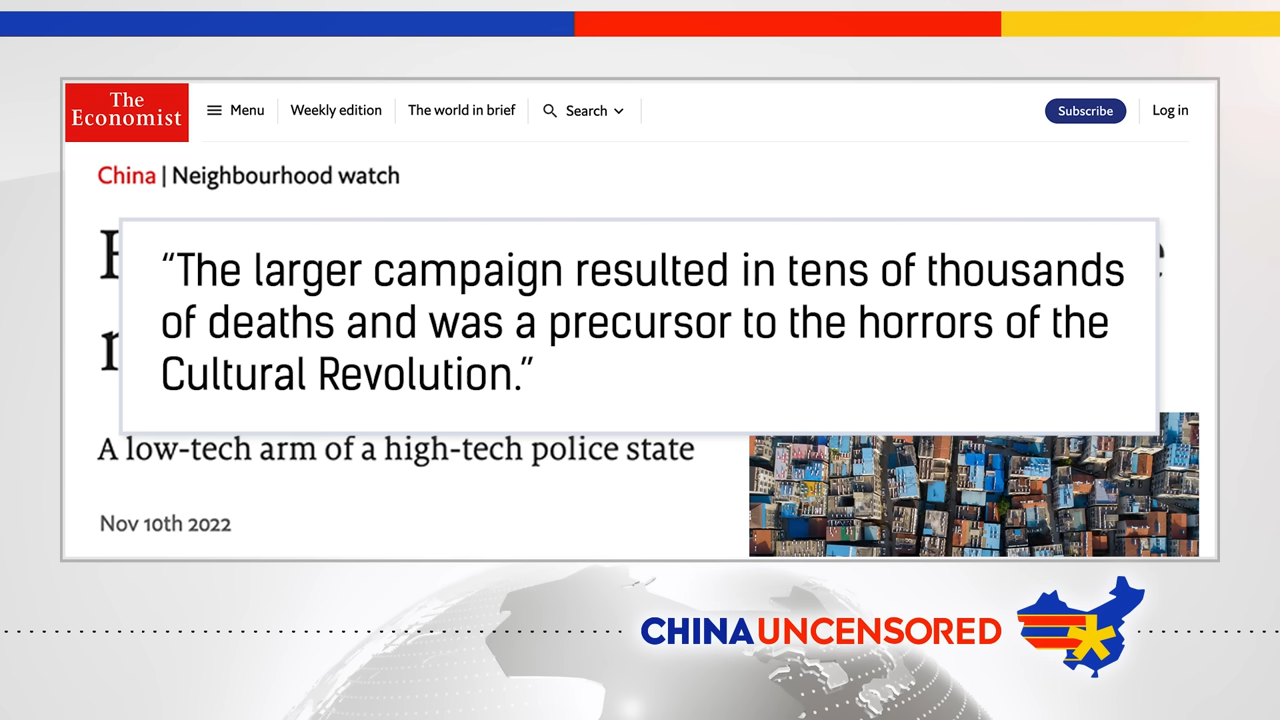 The
Economist
Menu
Weekly edition
The world in brief
Search
Subscribe
Log in
China | Neighbourhood watch
“The larger campaign resulted in tens of thousands
of deaths and was a precursor to the horrors of the
Cultural Revolution.”
A low-tech arm of a high-tech police state
Nov 10th 2022
CHINA UNCENSORED